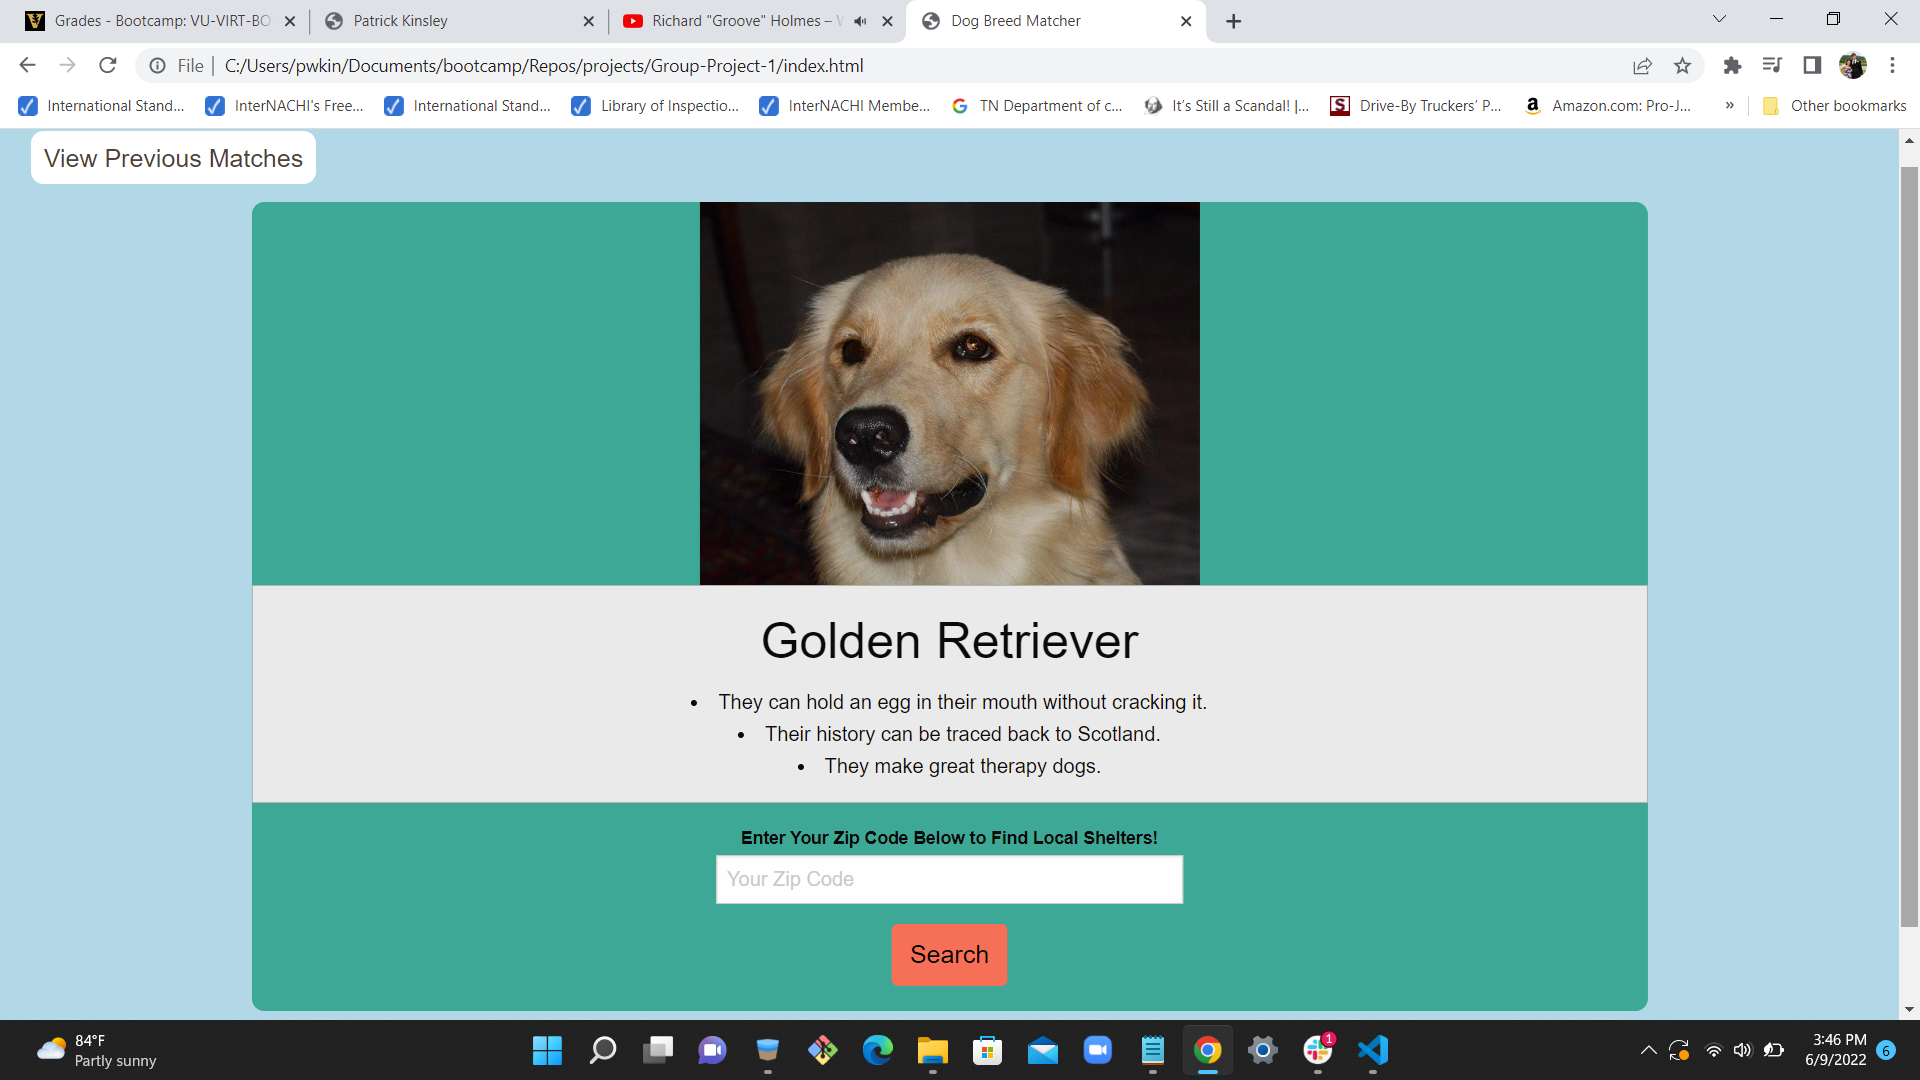 Grades - Bootcamp: VU-VIRT-BO
Patrick Kinsley
Richard "Groove" Holmes –
Dog Breed Matcher
File
C:/Users/pwkin/Documents/bootcamp/Repos/projects/Group-Project-1/index.html
International Stand...
InterNACHI's Free...
International Stand...
Library of Inspectio...
InterNACHI Membe...
TN Department of c...
It's Still a Scandal! |...
Drive-By Truckers' P...
Amazon.com: Pro-J...
»
Other bookmarks
View Previous Matches
Golden Retriever
• They can hold an egg in their mouth without cracking it.
• Their history can be traced back to Scotland.
• They make great therapy dogs.
Enter Your Zip Code Below to Find Local Shelters!
Your Zip Code
Search
84°F
Partly sunny
1
3:46 PM
6/9/2022
6